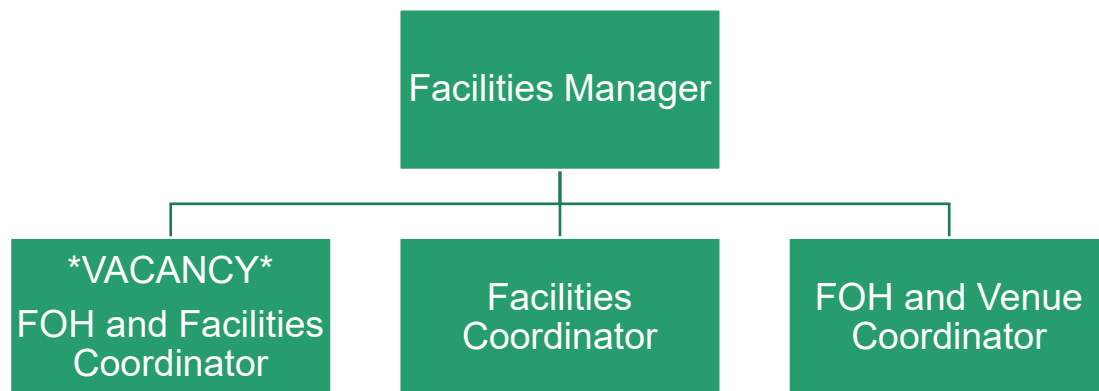 Facilities Manager
*VACANCY*
FOH and Facilities
Coordinator
Facilities
Coordinator
FOH and Venue
Coordinator